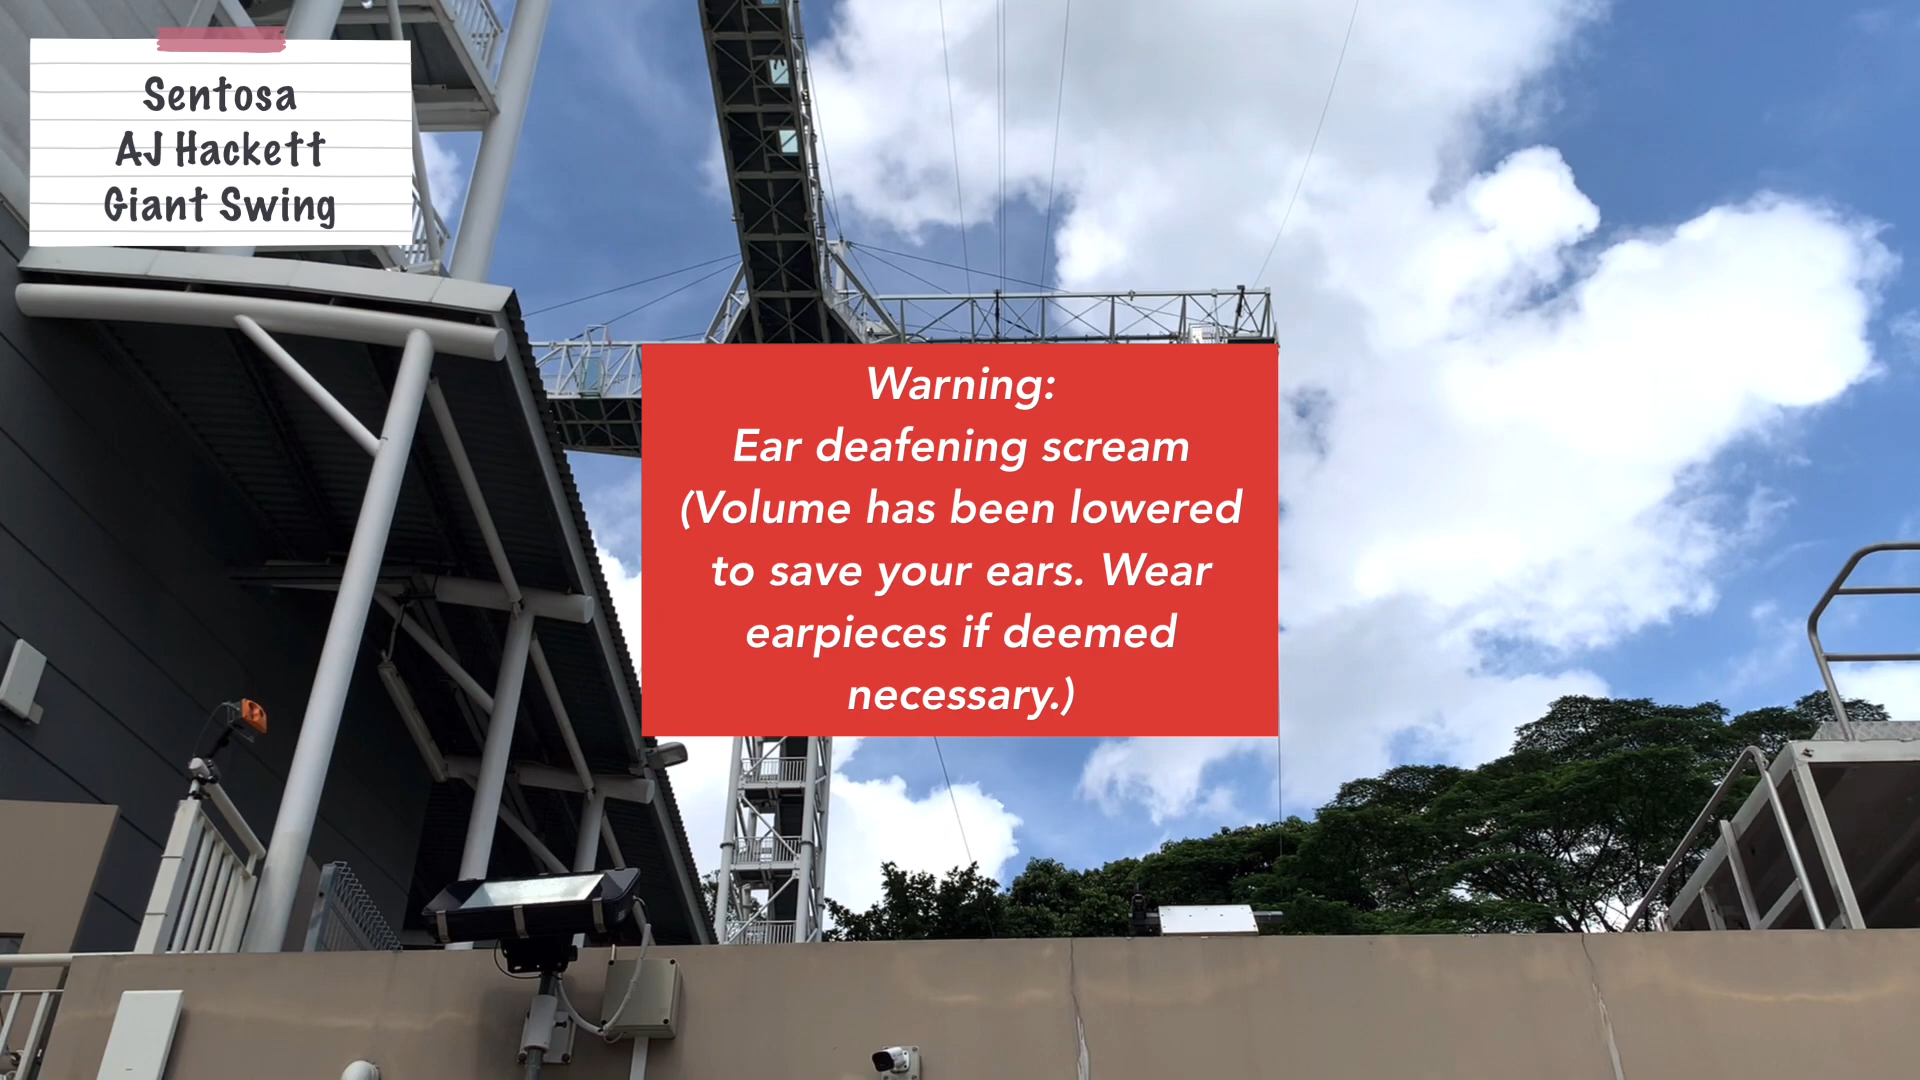 Sentosa
AJ Hackett
Giant Swing
Warning:
Ear deafening scream
(Volume has been lowered
to save your ears. Wear
earpieces if deemed
necessary.)